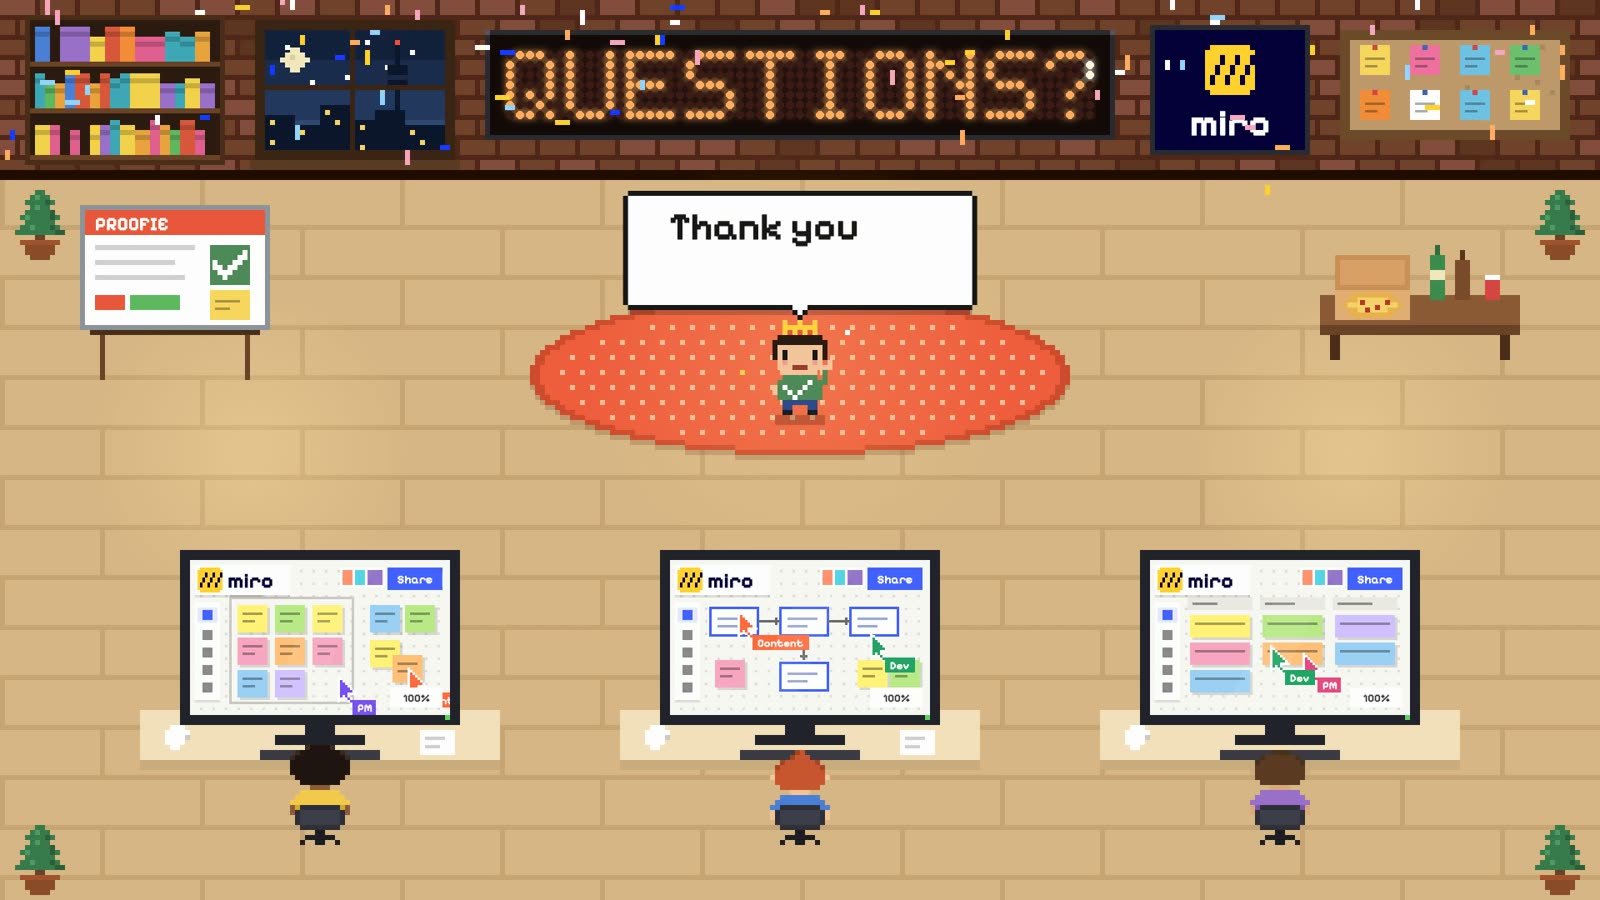 QUESTIONS?
miro
PROOFIE
Thank you
miro
Share
PM
100%
miro
Share
Content
Dev
100%
miro
Share
Dev
PM
100%